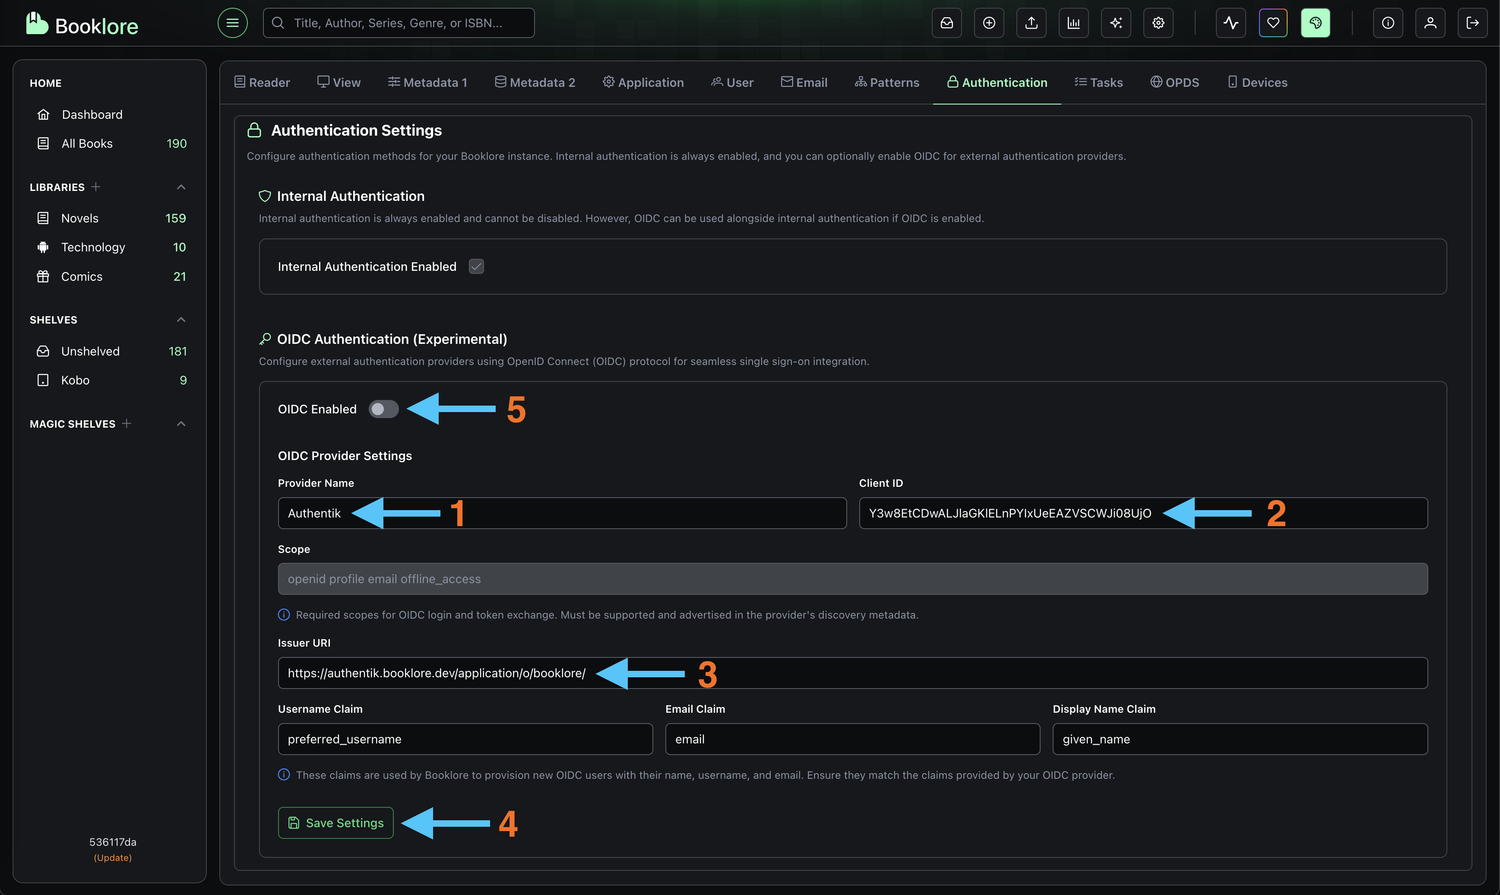 Booklore
Title, Author, Series, Genre, or ISBN...
HOME
Dashboard
All Books 190
LIBRARIES
Novels 159
Technology 10
Comics 21
SHELVES
Unshelved 181
Kobo 9
MAGIC SHELVES
536117da
(Update)
Reader View Metadata 1 Metadata 2 Application User Email Patterns Authentication Tasks OPDS Devices
Authentication Settings
Configure authentication methods for your Booklore instance. Internal authentication is always enabled, and you can optionally enable OIDC for external authentication providers.
Internal Authentication
Internal authentication is always enabled and cannot be disabled. However, OIDC can be used alongside internal authentication if OIDC is enabled.
Internal Authentication Enabled
OIDC Authentication (Experimental)
Configure external authentication providers using OpenID Connect (OIDC) protocol for seamless single sign-on integration.
OIDC Enabled 5
OIDC Provider Settings
Provider Name Client ID
Authentik 1 Y3w8EtCDwALJlaGKlELnPYlxUeEAZVSCWJi08UjO 2
Scope
openid profile email offline_access
Required scopes for OIDC login and token exchange. Must be supported and advertised in the provider's discovery metadata.
Issuer URI
https://authentik.booklore.dev/application/o/booklore/ 3
Username Claim Email Claim Display Name Claim
preferred_username email given_name
These claims are used by Booklore to provision new OIDC users with their name, username, and email. Ensure they match the claims provided by your OIDC provider.
Save Settings 4